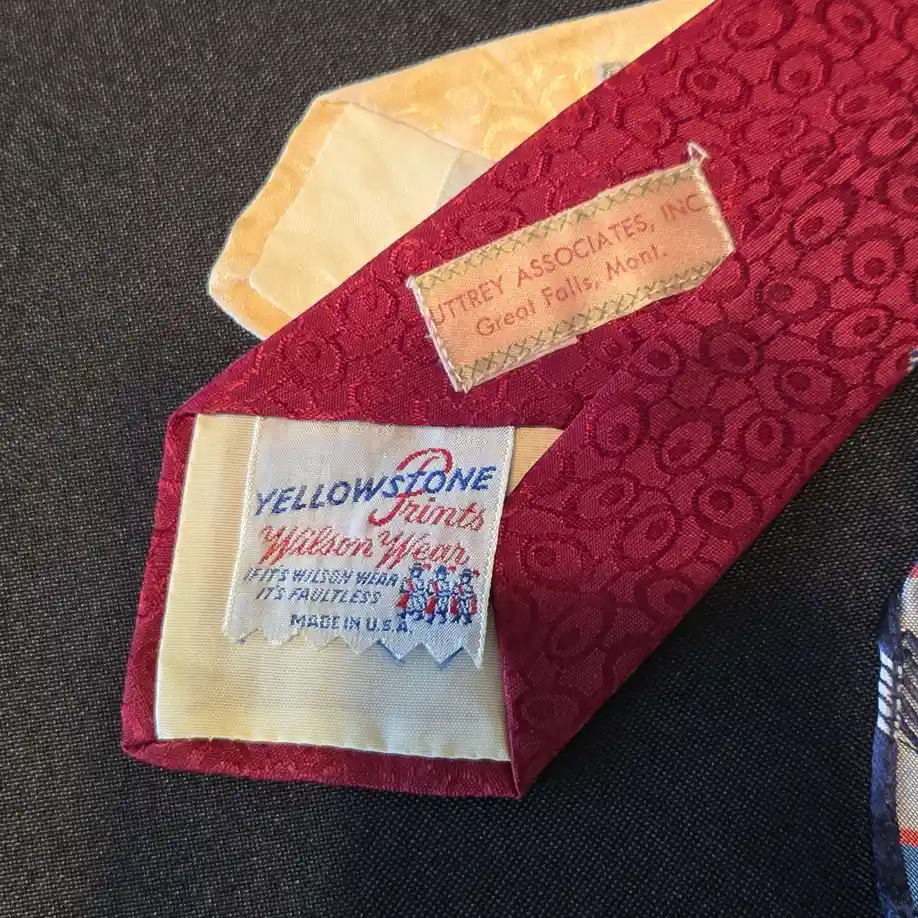 UTTREY ASSOCIATES, INC
Great Falls, Mont.
YELLOWSTONE
Prints
Wilson Wear
IF IT'S WILSON WEAR
IT'S FAULTLESS
MADE IN U.S.A.